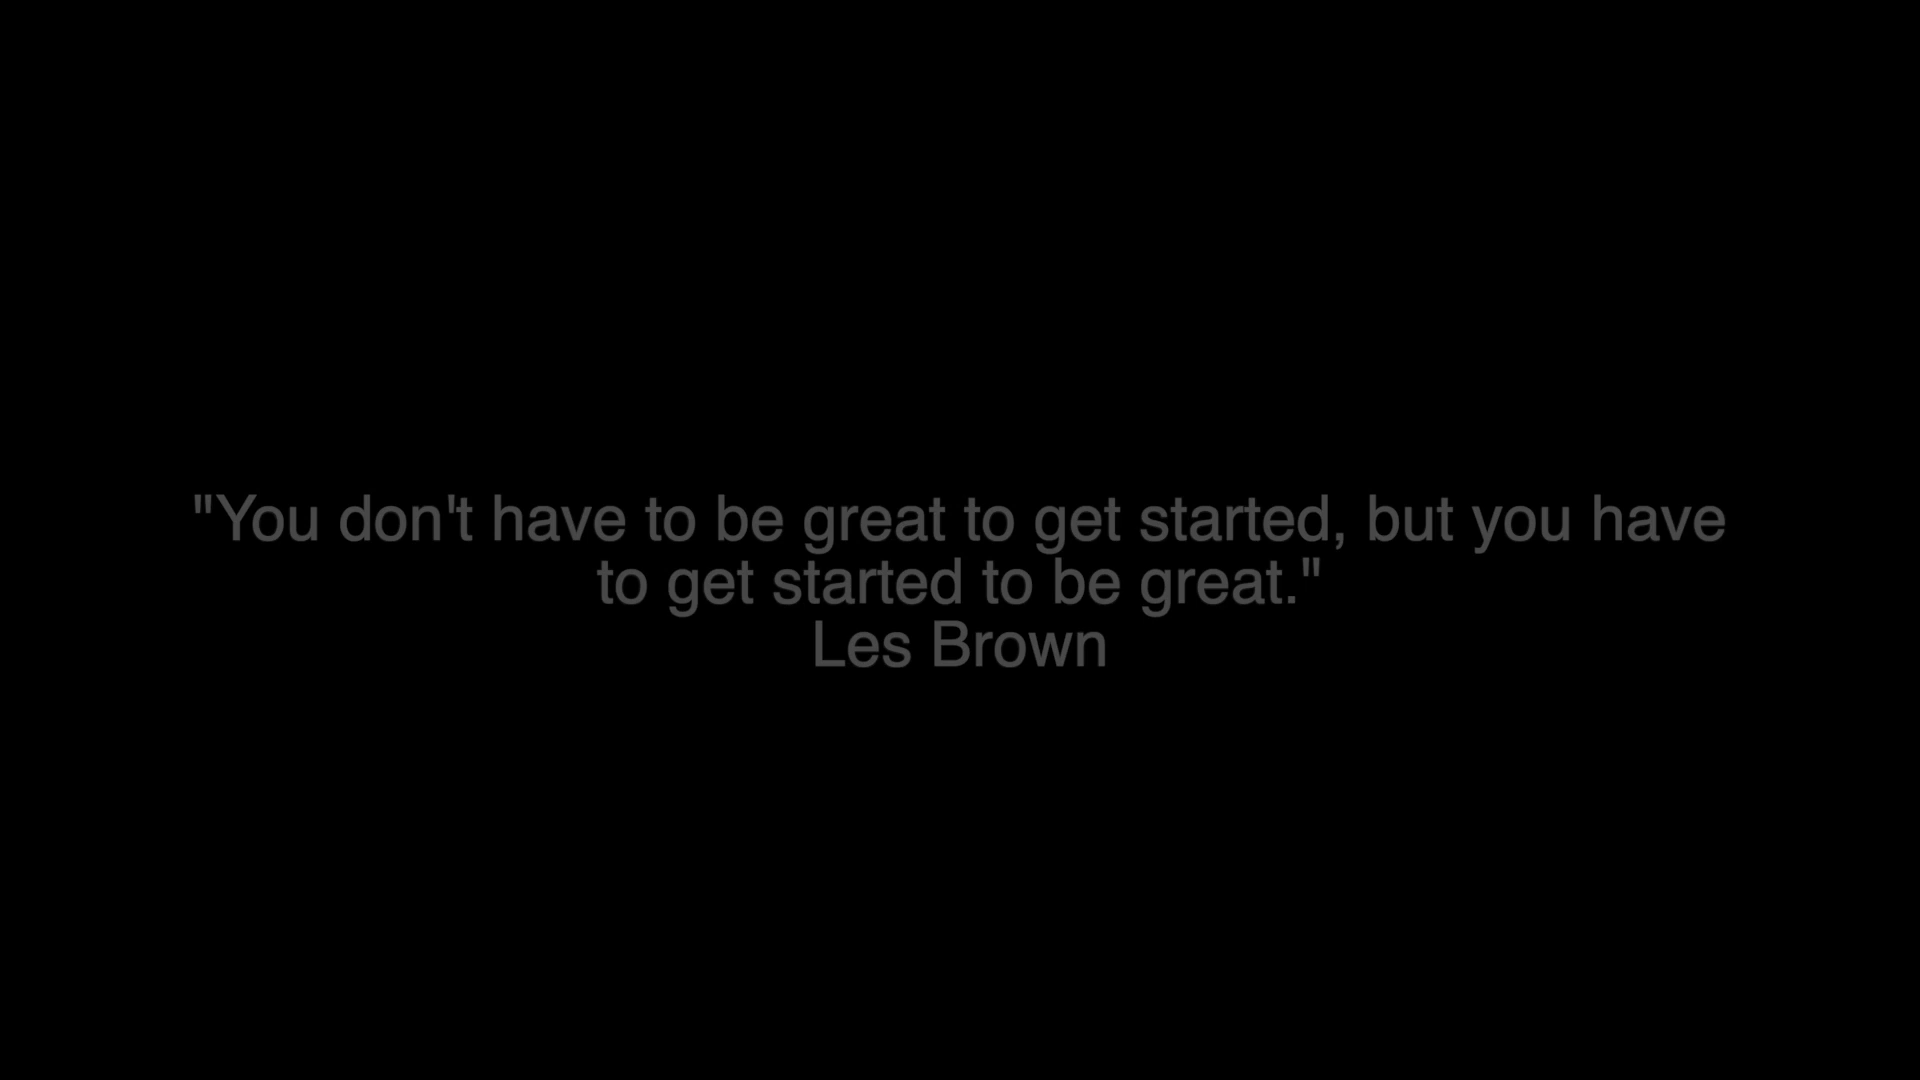 "You don't have to be great to get started, but you have
to get started to be great."
Les Brown